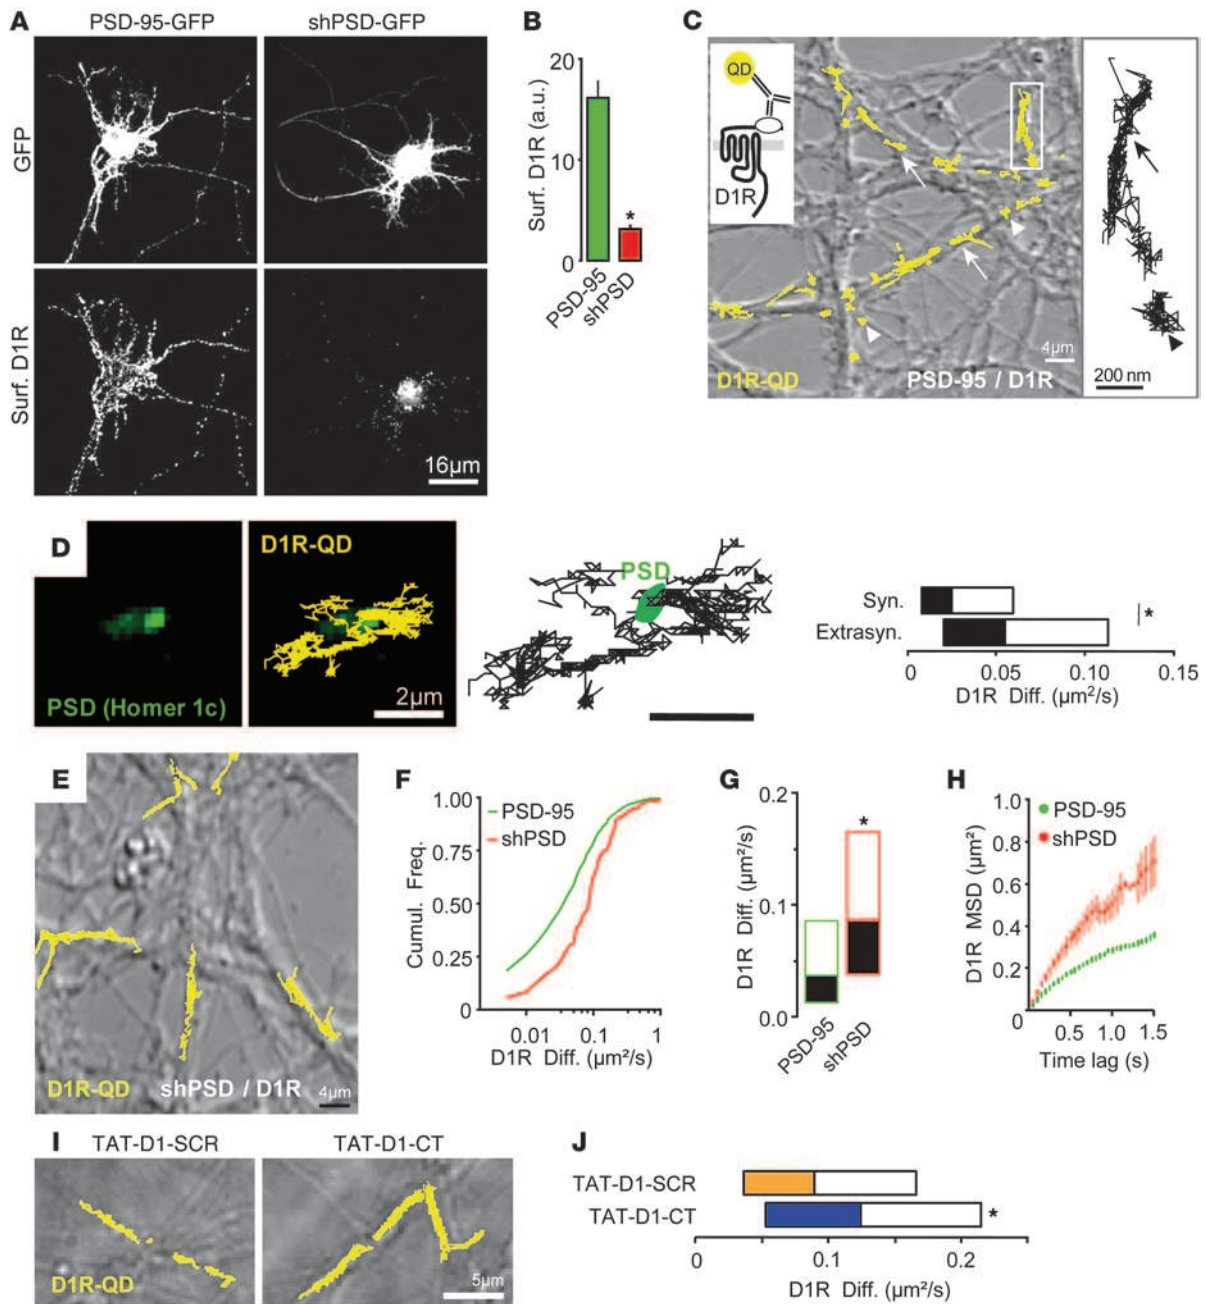 A
PSD-95-GFP
shPSD-GFP
GFP
Surf. D1R
16µm
B
Surf. D1R (a.u.)
20
10
0
*
PSD-95
shPSD
C
QD
D1R
D1R-QD
PSD-95 / D1R
4µm
200 nm
D
PSD (Homer 1c)
D1R-QD
2µm
PSD
Syn.
Extrasyn.
*
0
0.05
0.10
0.15
D1R Diff. (µm²/s)
E
D1R-QD
shPSD / D1R
4µm
F
Cumul. Freq.
1.00
0.75
0.50
0.25
0
PSD-95
shPSD
0.01
0.1
1
D1R Diff. (µm²/s)
G
D1R Diff. (µm²/s)
0.2
0.1
0.0
*
PSD-95
shPSD
H
D1R MSD (µm²)
1.0
0.8
0.6
0.4
0.2
0
PSD-95
shPSD
0.5
1.0
1.5
Time lag (s)
I
TAT-D1-SCR
TAT-D1-CT
D1R-QD
5µm
J
TAT-D1-SCR
TAT-D1-CT
*
0
0.1
0.2
D1R Diff. (µm²/s)